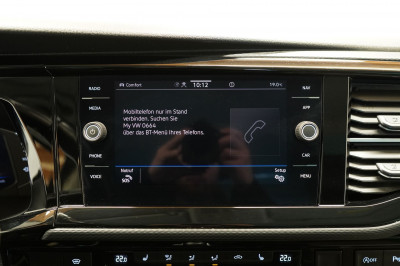 RADIO
MEDIA
PHONE
VOICE
Comfort
10:12
19.0°C
Mobiltelefon nur im Stand
verbinden. Suchen Sie
My VW 0664
über das BT-Menü Ihres Telefons.
Notruf
SOS
Setup
NAV
APP
CAR
MENU
22.0
22.0